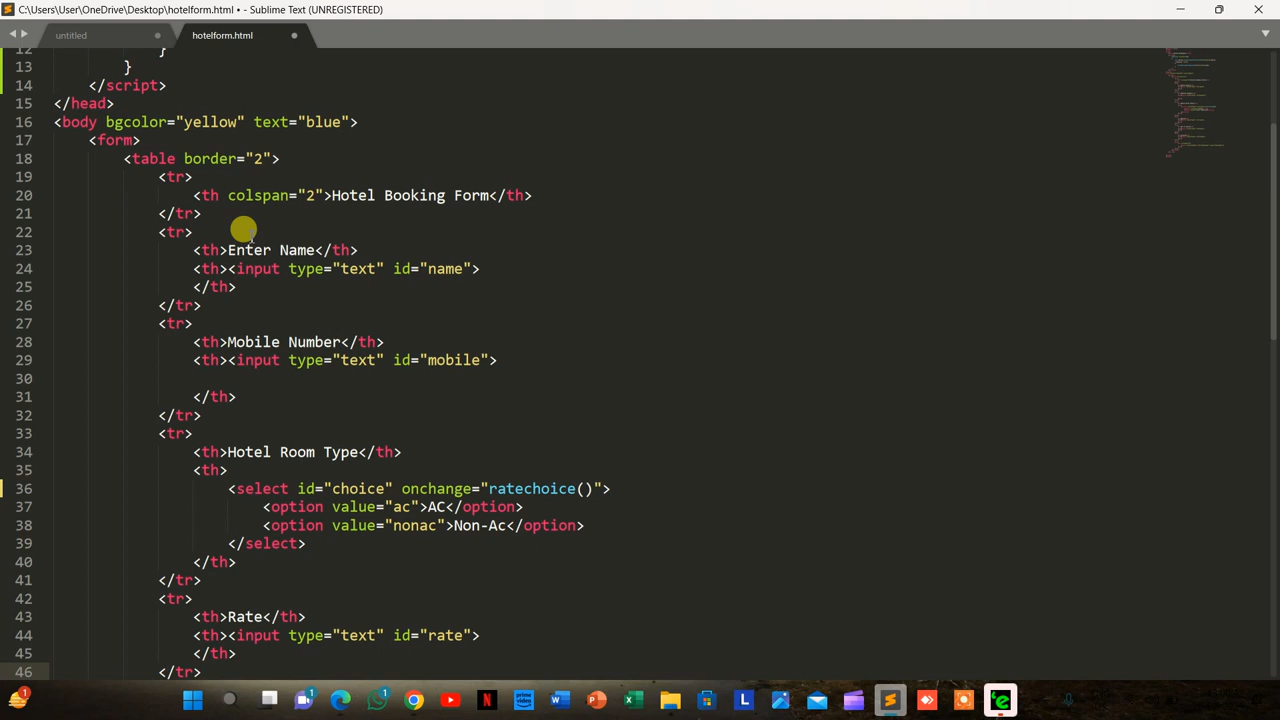 C:\Users\User\OneDrive\Desktop\hotelform.html • - Sublime Text (UNREGISTERED)
untitled
hotelform.html
12 }
13 }
14 </script>
15 </head>
16 <body bgcolor="yellow" text="blue">
17 <form>
18 <table border="2">
19 <tr>
20 <th colspan="2">Hotel Booking Form</th>
21 </tr>
22 <tr>
23 <th>Enter Name</th>
24 <th><input type="text" id="name">
25 </th>
26 </tr>
27 <tr>
28 <th>Mobile Number</th>
29 <th><input type="text" id="mobile">
30
31 </th>
32 </tr>
33 <tr>
34 <th>Hotel Room Type</th>
35 <th>
36 <select id="choice" onchange="ratechoice()">
37 <option value="ac">AC</option>
38 <option value="nonac">Non-Ac</option>
39 </select>
40 </th>
41 </tr>
42 <tr>
43 <th>Rate</th>
44 <th><input type="text" id="rate">
45 </th>
46 </tr>
1 1 1 N prime video L